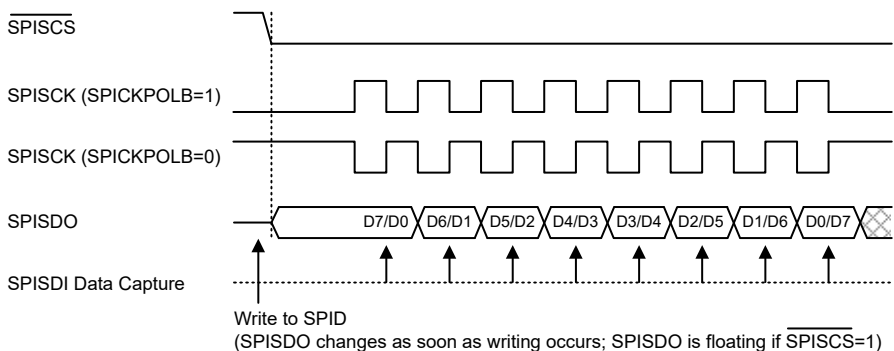 SPISCS
SPISCK (SPICKPOLB=1)
SPISCK (SPICKPOLB=0)
SPISDO D7/D0 D6/D1 D5/D2 D4/D3 D3/D4 D2/D5 D1/D6 D0/D7
SPISDI Data Capture
Write to SPID
(SPISDO changes as soon as writing occurs; SPISDO is floating if SPISCS=1)